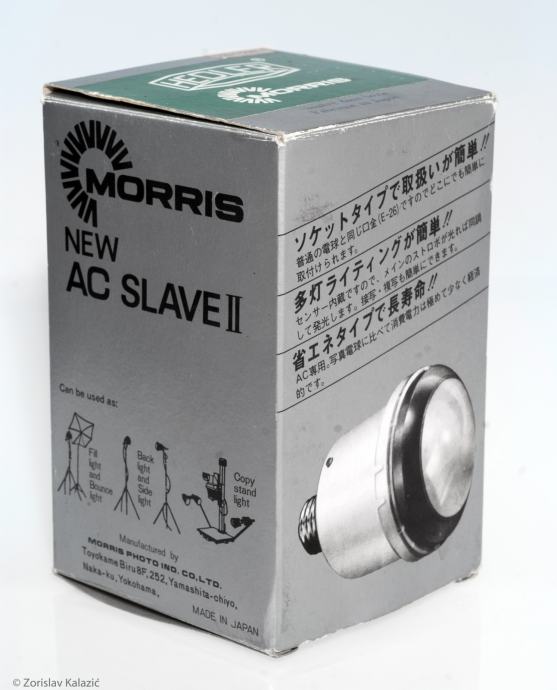 HEDLER
MORRIS
MORRIS
NEW
AC SLAVE II
Can be used as:
Fill
light
and
Bounce
light
Back
light
and
Side
light
Copy
stand
light
Manufactured by
MORRIS PHOTO IND. CO., LTD.
Toyokame Biru 8F, 252, Yamashita-chiyo,
Naka-ku, Yokohama,
MADE IN JAPAN
ソケットタイプで取扱いが簡単!!
普通の電球と同じ口金(E-26)ですのでどこにでも簡単に
取付けられます。
多灯ライティングが簡単!!
センサー内蔵ですので、メインのストロボが光れば同調
して発光します。接写・複写も簡単にできます。
省エネタイプで長寿命!!
AC専用。写真電球に比べて消費電力は極めて少なく経済
的です。
© Zorislav Kalazić